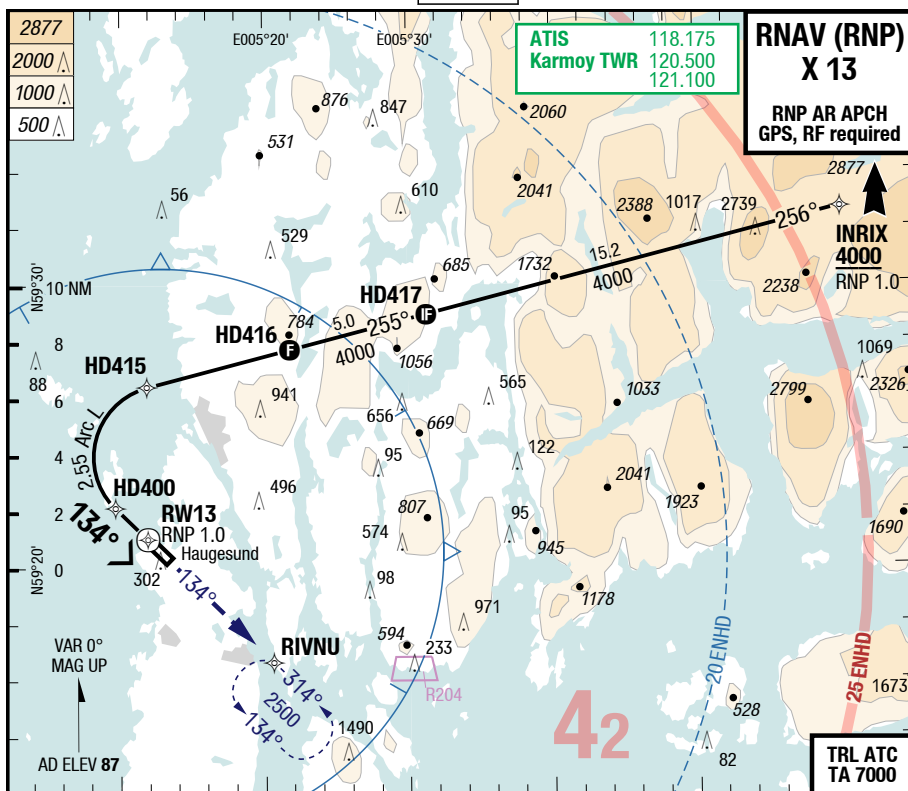 2877
2000
1000
500
E005°20'
E005°30'
ATIS 118.175
Karmoy TWR 120.500
121.100
RNAV (RNP)
X 13
RNP AR APCH
GPS, RF required
876
847
2060
531
2041
2877
56
610
2388
1017
2739
256°
INRIX
4000
RNP 1.0
529
685
1732
15.2
4000
2238
N59°30'
10 NM
HD417
IF
784
5.0
255°
HD416
F
4000
1056
8
HD415
88
1069
2326
565
1033
2799
6
941
656
669
2.55 Arc L
122
4
95
2041
1923
HD400
496
807
2
134°
RW13
RNP 1.0
Haugesund
574
95
945
1690
N59°20'
0
302
134°
98
1178
971
594
233
RIVNU
VAR 0°
MAG UP
R204
314°
2500
134°
20 ENHD
25 ENHD
1673
528
42
1490
82
AD ELEV 87
TRL ATC
TA 7000